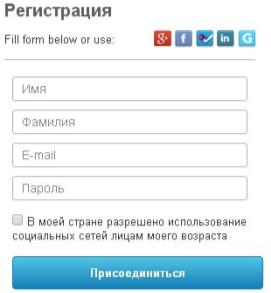 Регистрация
Fill form below or use:
Имя
Фамилия
E-mail
Пароль
В моей стране разрешено использование
социальных сетей лицам моего возраста
Присоединиться